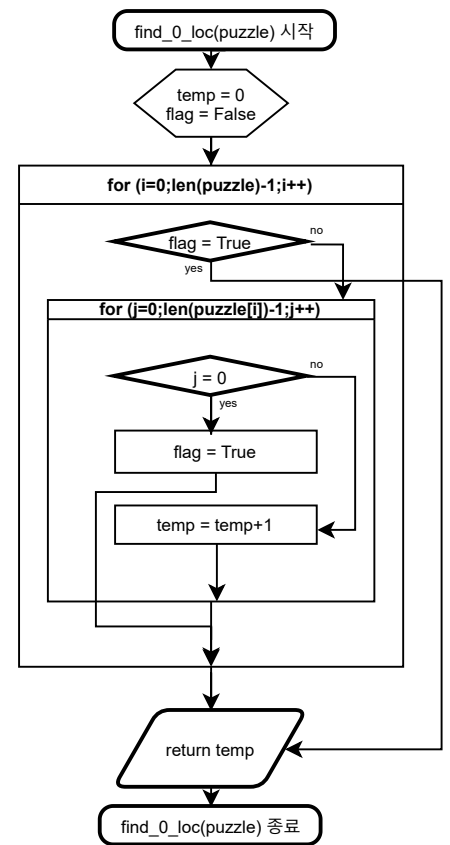 find_0_loc(puzzle) 시작
temp = 0
flag = False
for (i=0;len(puzzle)-1;i++)
flag = True
no
yes
for (j=0;len(puzzle[i])-1;j++)
j = 0
no
yes
flag = True
temp = temp+1
return temp
find_0_loc(puzzle) 종료